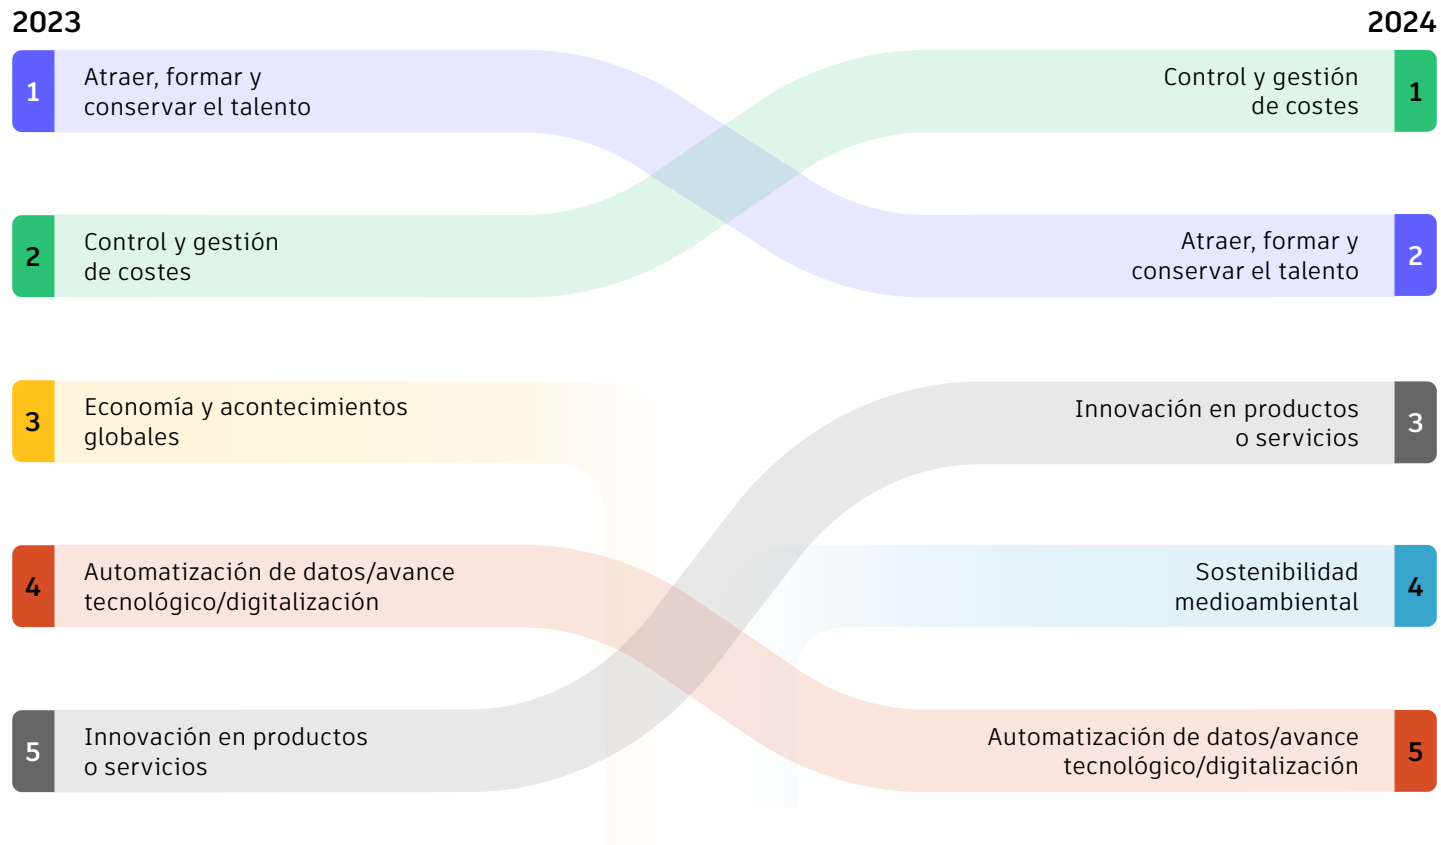 2023
2024
1
Atraer, formar y
conservar el talento
Control y gestión
de costes
1
2
Control y gestión
de costes
Atraer, formar y
conservar el talento
2
3
Economía y acontecimientos
globales
Innovación en productos
o servicios
3
4
Automatización de datos/avance
tecnológico/digitalización
Sostenibilidad
medioambiental
4
5
Innovación en productos
o servicios
Automatización de datos/avance
tecnológico/digitalización
5